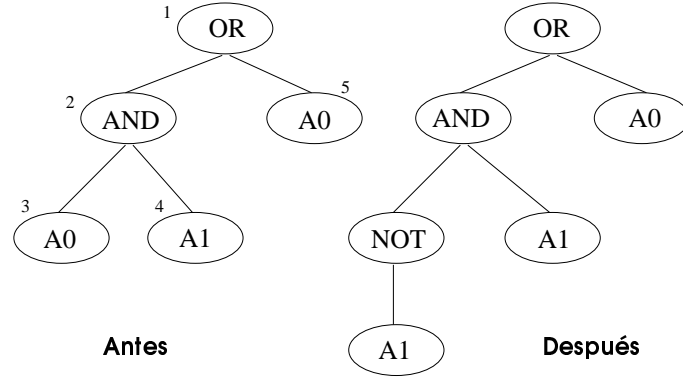 1 OR OR
2 AND 5 A0 AND A0
3 A0 4 A1 NOT A1
Antes A1 Después